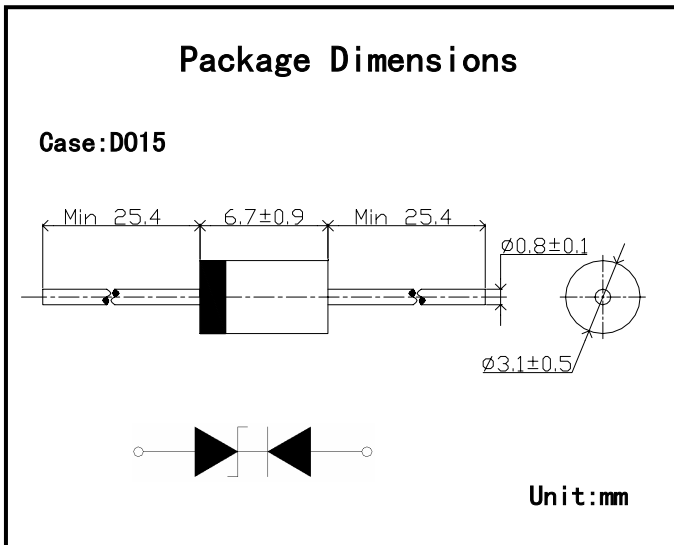 Package Dimensions
Case:DO15
Min 25.4
6.7±0.9
Min 25.4
Ø0.8±0.1
Ø3.1±0.5
Unit:mm